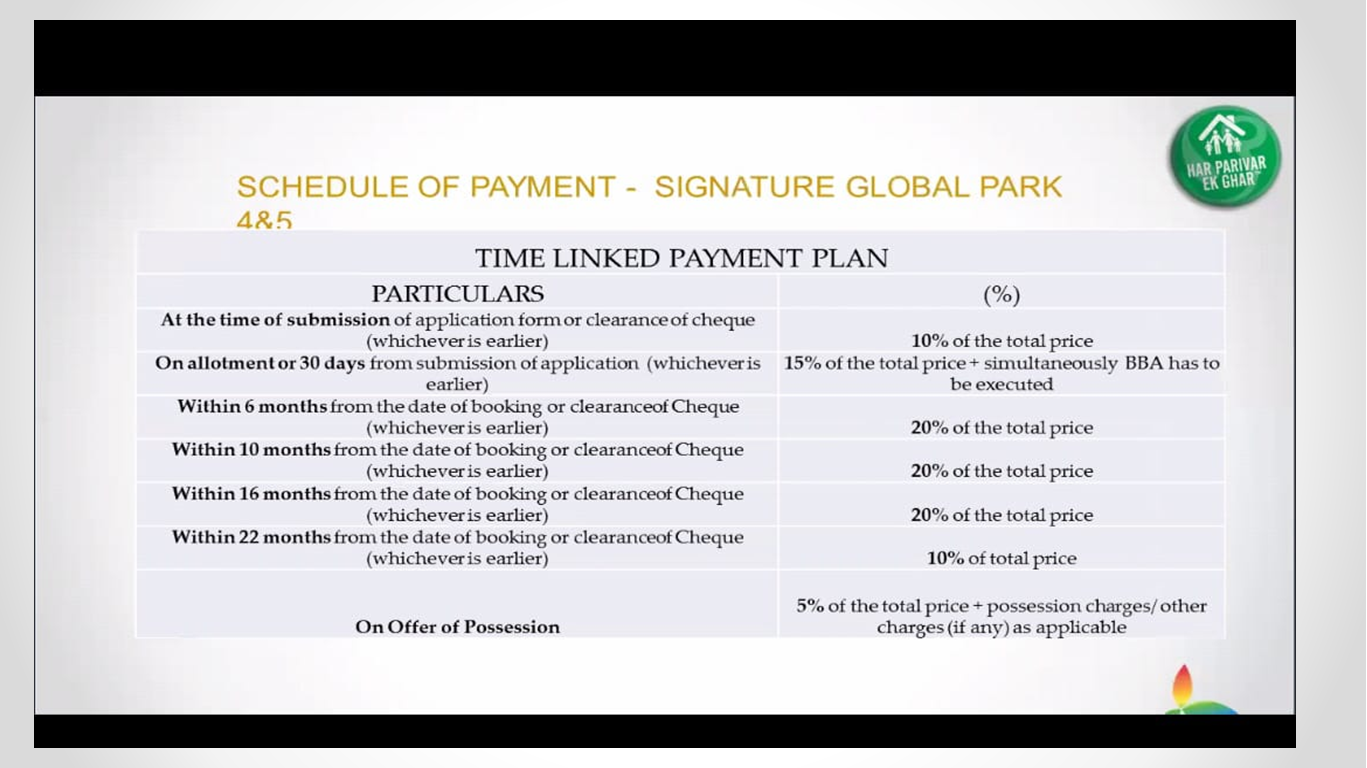 HAR PARIVAR
EK GHAR
SCHEDULE OF PAYMENT - SIGNATURE GLOBAL PARK
4&5
TIME LINKED PAYMENT PLAN
PARTICULARS (%)
At the time of submission of application form or clearance of cheque
(whichever is earlier) 10% of the total price
On allotment or 30 days from submission of application (whichever is
earlier)
15% of the total price + simultaneously BBA has to
be executed
Within 6 months from the date of booking or clearanceof Cheque
(whichever is earlier) 20% of the total price
Within 10 months from the date of booking or clearanceof Cheque
(whichever is earlier) 20% of the total price
Within 16 months from the date of booking or clearanceof Cheque
(whichever is earlier) 20% of the total price
Within 22 months from the date of booking or clearanceof Cheque
(whichever is earlier) 10% of total price
On Offer of Possession
5% of the total price + possession charges/ other
charges (if any) as applicable